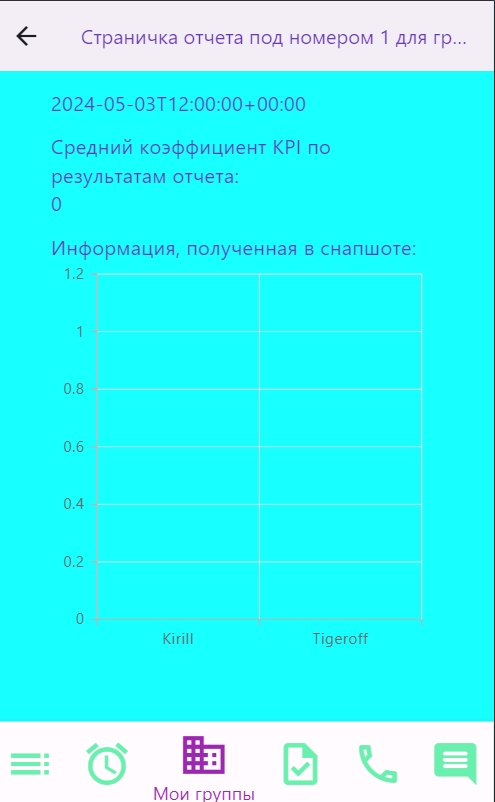 Страничка отчета под номером 1 для гр...
2024-05-03T12:00:00+00:00
Средний коэффициент KPI по
результатам отчета:
0
Информация, полученная в снапшоте:
1.2
1
0.8
0.6
0.4
0.2
0
Kirill
Tigeroff
Мои группы